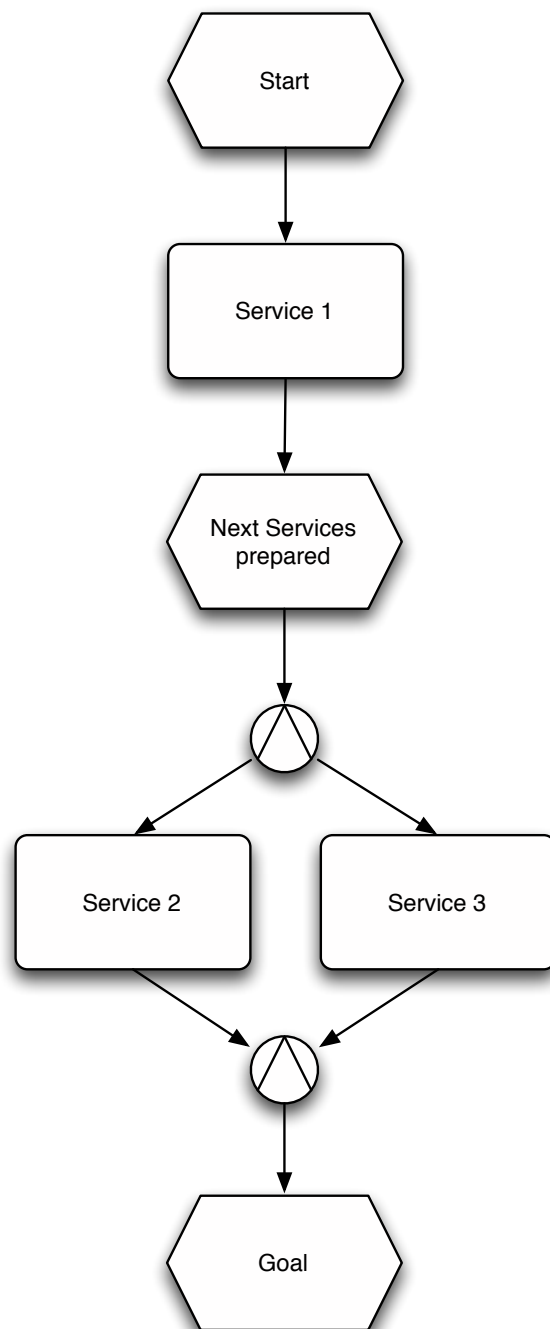 Start
Service 1
Next Services
prepared
Service 2
Service 3
Goal